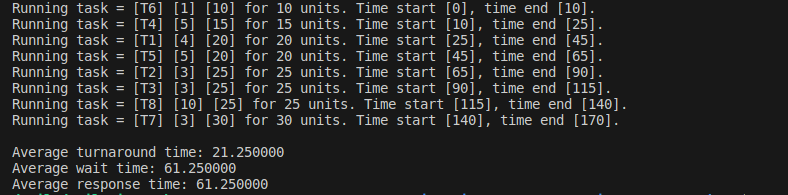 Running task = [T6] [1] [10] for 10 units. Time start [0], time end [10].
Running task = [T4] [5] [15] for 15 units. Time start [10], time end [25].
Running task = [T1] [4] [20] for 20 units. Time start [25], time end [45].
Running task = [T5] [5] [20] for 20 units. Time start [45], time end [65].
Running task = [T2] [3] [25] for 25 units. Time start [65], time end [90].
Running task = [T3] [3] [25] for 25 units. Time start [90], time end [115].
Running task = [T8] [10] [25] for 25 units. Time start [115], time end [140].
Running task = [T7] [3] [30] for 30 units. Time start [140], time end [170].
Average turnaround time: 21.250000
Average wait time: 61.250000
Average response time: 61.250000